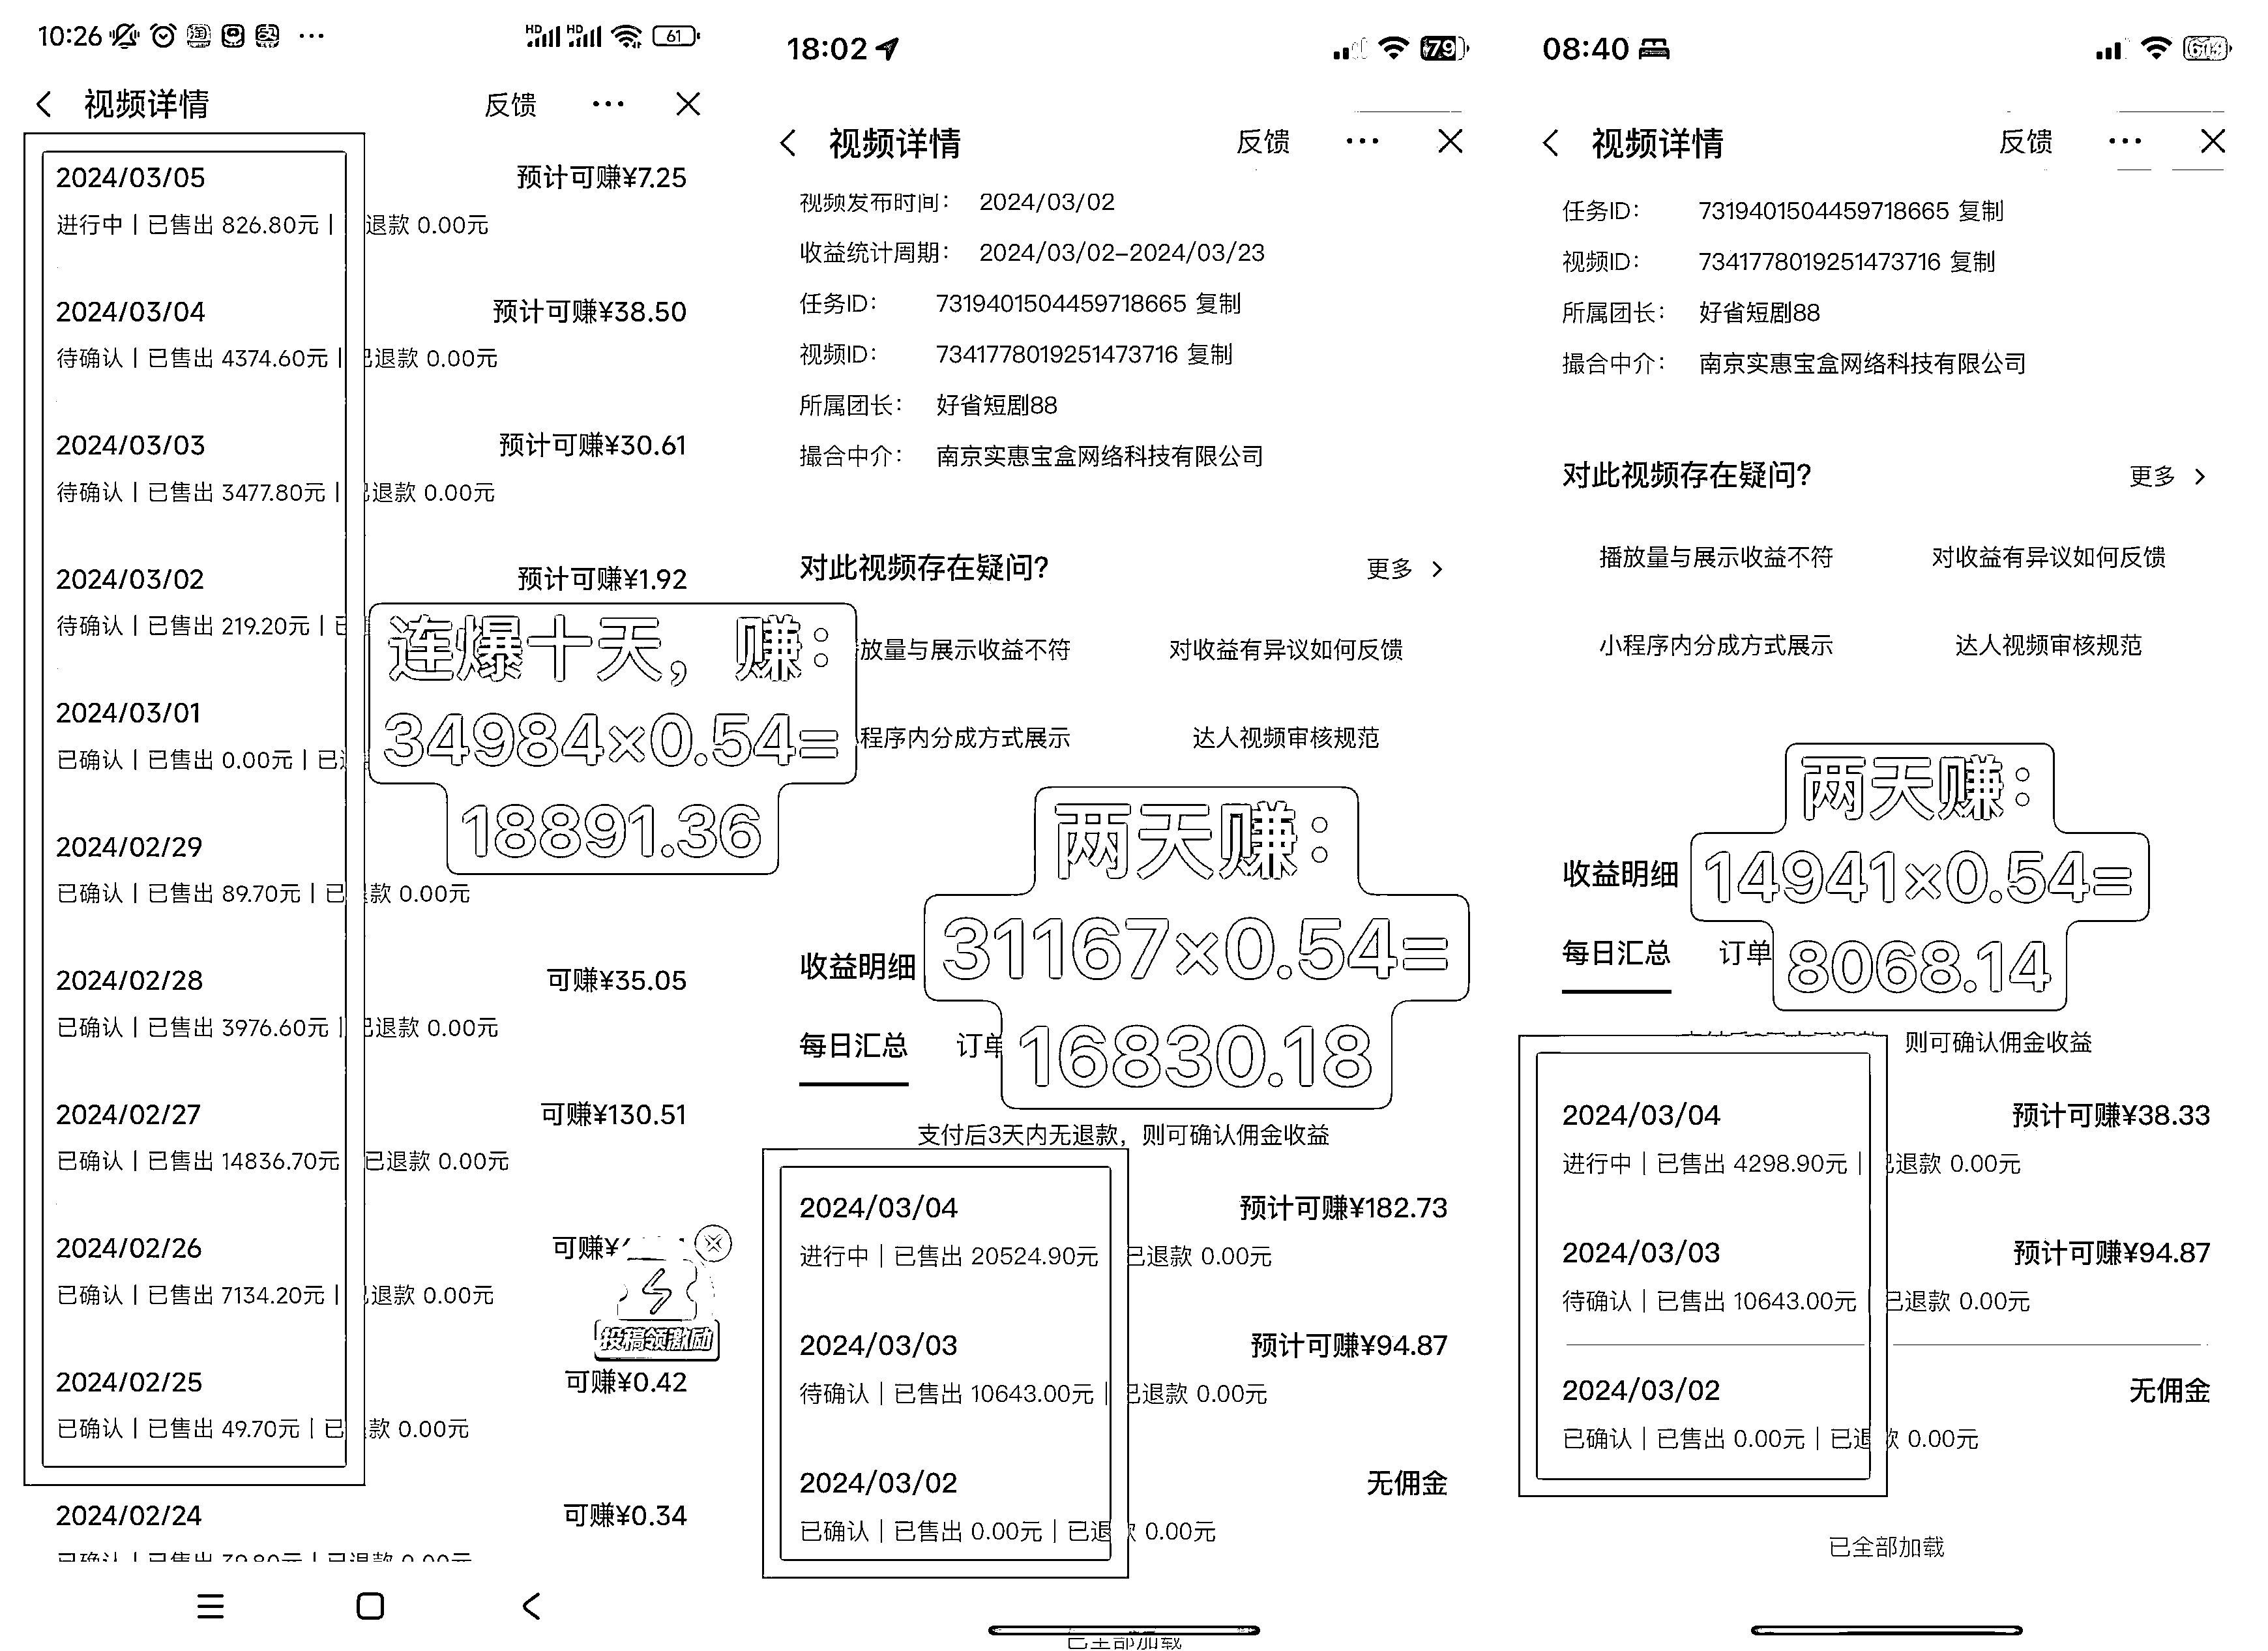 10:26
61
视频详情
反馈
2024/03/05
预计可赚¥7.25
进行中 | 已售出 826.80元 | 退款 0.00元
2024/03/04
预计可赚¥38.50
待确认 | 已售出 4374.60元 | 已退款 0.00元
2024/03/03
预计可赚¥30.61
待确认 | 已售出 3477.80元 | 已退款 0.00元
2024/03/02
预计可赚¥1.92
待确认 | 已售出 219.20元 |
2024/03/01
已确认 | 已售出 0.00元 |
2024/02/29
已确认 | 已售出 89.70元 | 已 款 0.00元
2024/02/28
可赚¥35.05
已确认 | 已售出 3976.60元 | 已退款 0.00元
2024/02/27
可赚¥130.51
已确认 | 已售出 14836.70元 已退款 0.00元
2024/02/26
可赚¥
已确认 | 已售出 7134.20元 | 退款 0.00元
投稿领激励
2024/02/25
可赚¥0.42
已确认 | 已售出 49.70元 | 已 款 0.00元
2024/02/24
可赚¥0.34
已确认 | 已售出 39.80元 | 已退款 0.00元
连爆十天，赚：
34984×0.54=
18891.36
18:02
79
视频详情
反馈
视频发布时间： 2024/03/02
收益统计周期： 2024/03/02-2024/03/23
任务ID： 7319401504459718665 复制
视频ID： 7341778019251473716 复制
所属团长： 好省短剧88
撮合中介： 南京实惠宝盒网络科技有限公司
对此视频存在疑问?
更多
放量与展示收益不符
对收益有异议如何反馈
程序内分成方式展示
达人视频审核规范
两天赚：
31167×0.54=
16830.18
收益明细
每日汇总
订单
支付后3天内无退款，则可确认佣金收益
2024/03/04
预计可赚¥182.73
进行中 | 已售出 20524.90元 已退款 0.00元
2024/03/03
预计可赚¥94.87
待确认 | 已售出 10643.00元 | 已退款 0.00元
2024/03/02
无佣金
已确认 | 已售出 0.00元 | 已退 0.00元
已全部加载
08:40
视频详情
反馈
任务ID： 7319401504459718665 复制
视频ID： 7341778019251473716 复制
所属团长： 好省短剧88
撮合中介： 南京实惠宝盒网络科技有限公司
对此视频存在疑问?
更多
播放量与展示收益不符
对收益有异议如何反馈
小程序内分成方式展示
达人视频审核规范
两天赚：
14941×0.54=
8068.14
收益明细
每日汇总
订单
则可确认佣金收益
2024/03/04
预计可赚¥38.33
进行中 | 已售出 4298.90元 | 已退款 0.00元
2024/03/03
预计可赚¥94.87
待确认 | 已售出 10643.00元 已退款 0.00元
2024/03/02
无佣金
已确认 | 已售出 0.00元 | 已退款 0.00元
已全部加载